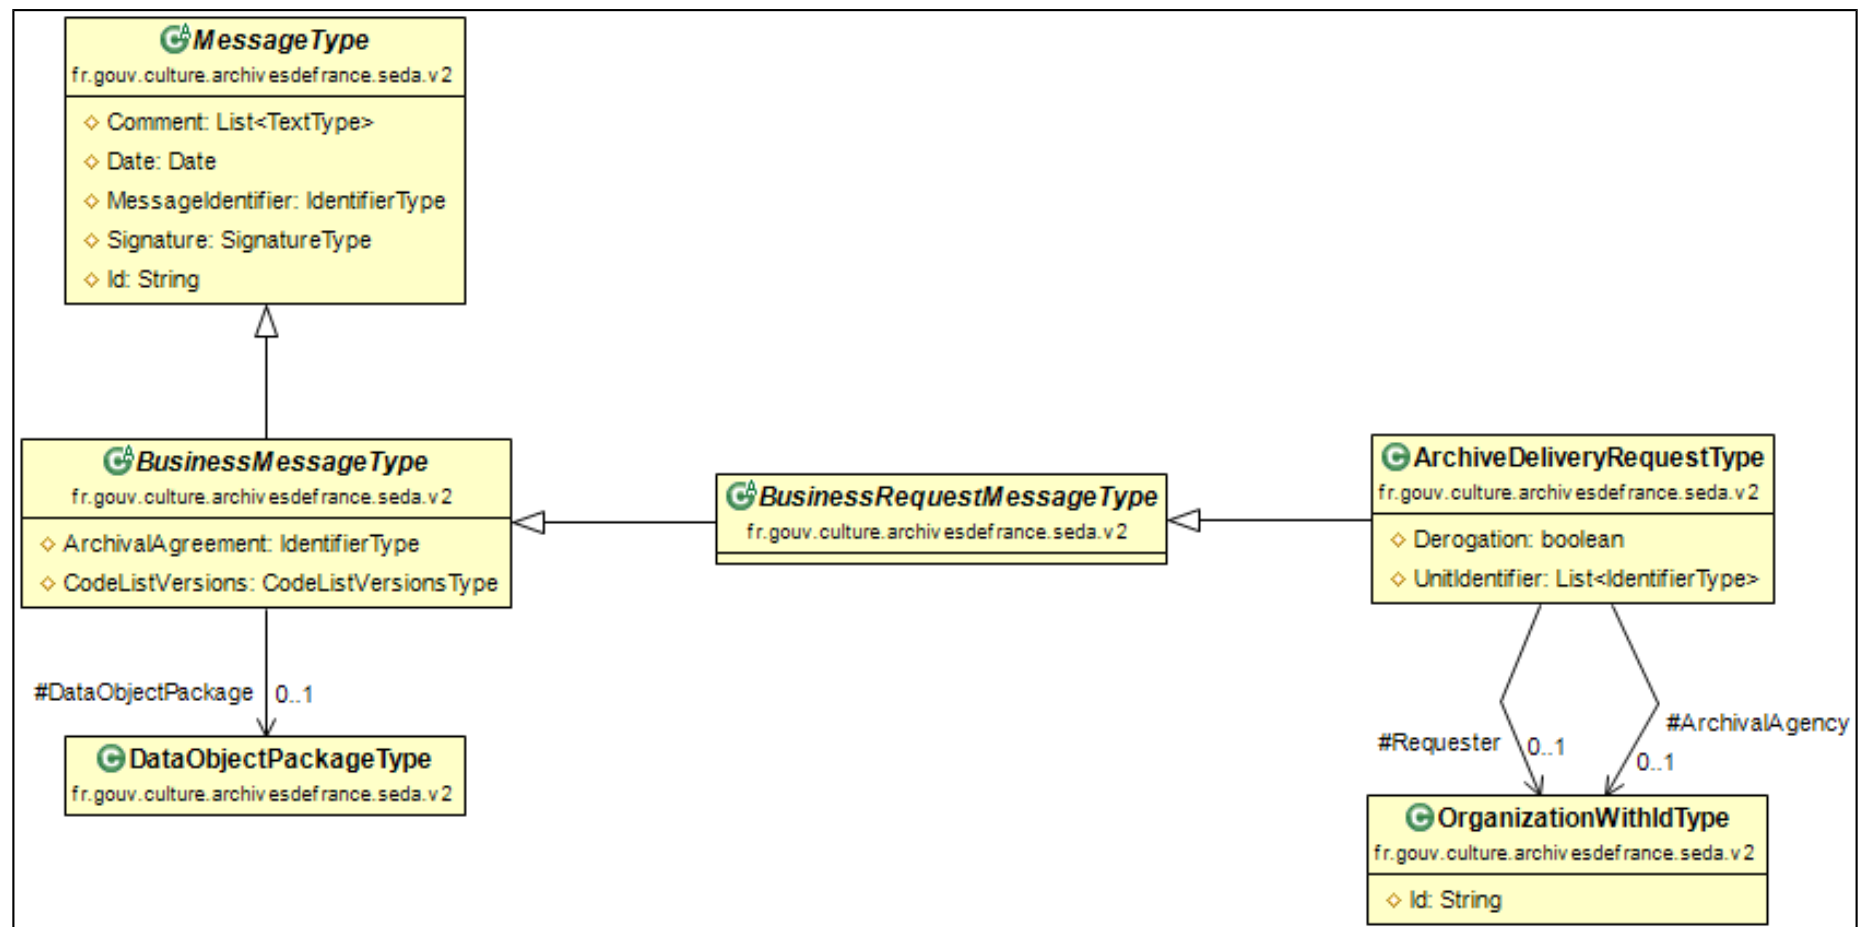 MessageType
fr.gouv.culture.archivesdefrance.seda.v2
Comment: List<TextType>
Date: Date
MessageIdentifier: IdentifierType
Signature: SignatureType
Id: String
BusinessMessageType
fr.gouv.culture.archivesdefrance.seda.v2
ArchivalAgreement: IdentifierType
CodeListVersions: CodeListVersionsType
BusinessRequestMessageType
fr.gouv.culture.archivesdefrance.seda.v2
ArchiveDeliveryRequestType
fr.gouv.culture.archivesdefrance.seda.v2
Derogation: boolean
UnitIdentifier: List<IdentifierType>
#DataObjectPackage 0..1
#Requester 0..1
#ArchivalAgency
0..1
DataObjectPackageType
fr.gouv.culture.archivesdefrance.seda.v2
OrganizationWithIdType
fr.gouv.culture.archivesdefrance.seda.v2
Id: String